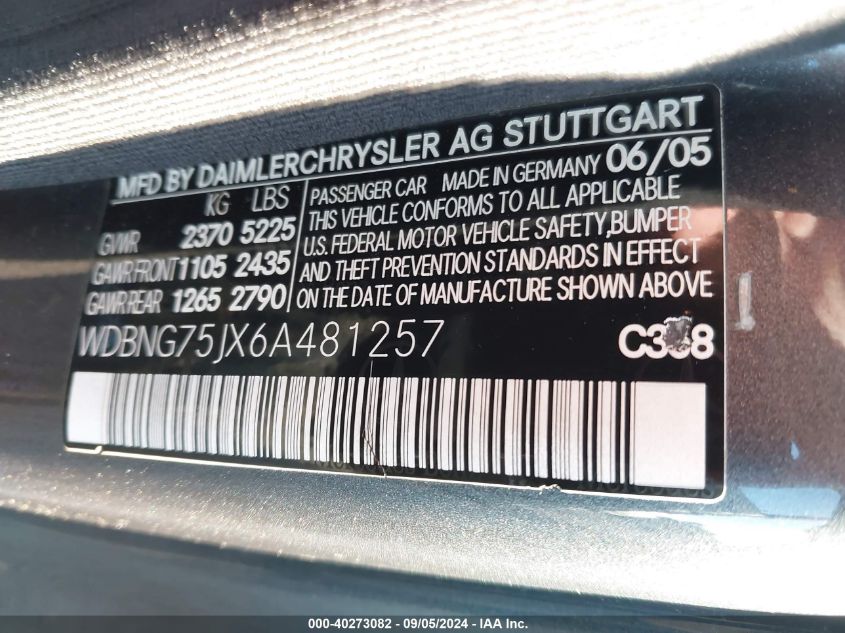 MFD BY DAIMLERCHRYSLER AG STUTTGART
KG LBS
GVWR 2370 5225
GAWR FRONT 1105 2435
GAWR REAR 1265 2790
PASSENGER CAR MADE IN GERMANY 06/05
THIS VEHICLE CONFORMS TO ALL APPLICABLE
U.S. FEDERAL MOTOR VEHICLE SAFETY, BUMPER
AND THEFT PREVENTION STANDARDS IN EFFECT
ON THE DATE OF MANUFACTURE SHOWN ABOVE
WDBNG75JX6A481257
000-40273082 - 09/05/2024 - IAA Inc.